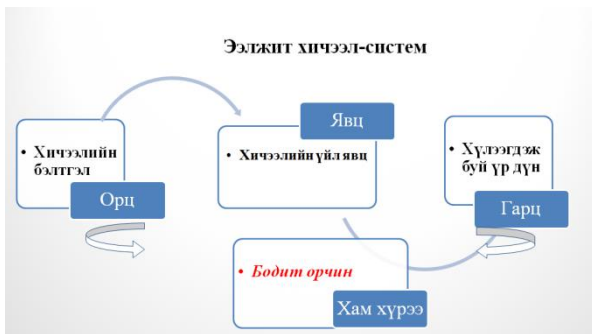 Ээлжит хичээл-систем
• Хичээлийн
бэлтгэл
Орц
Явц
• Хичээлийн үйл явц
• Хүлээгдэж
буй үр дүн
Гарц
• Бодит орчин
Хам хүрээ